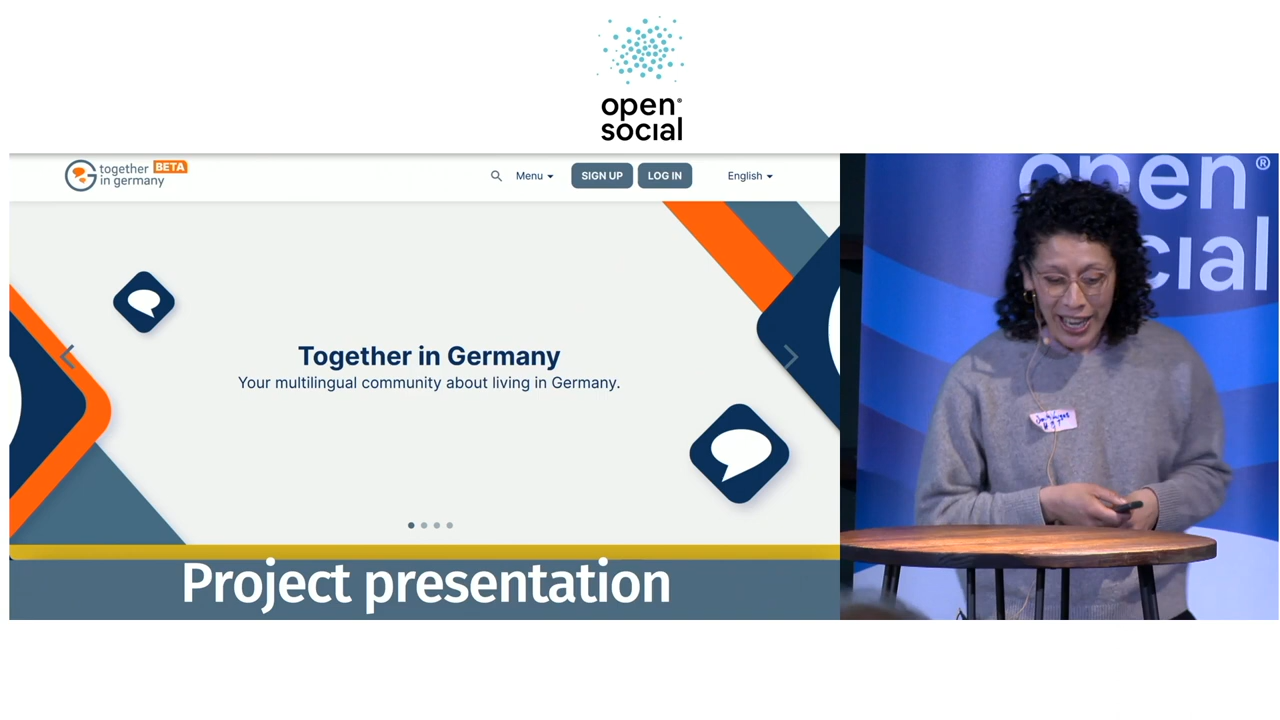 open®
social
together BETA
in germany
Menu
SIGN UP
LOG IN
English
Together in Germany
Your multilingual community about living in Germany.
Project presentation
open®
social